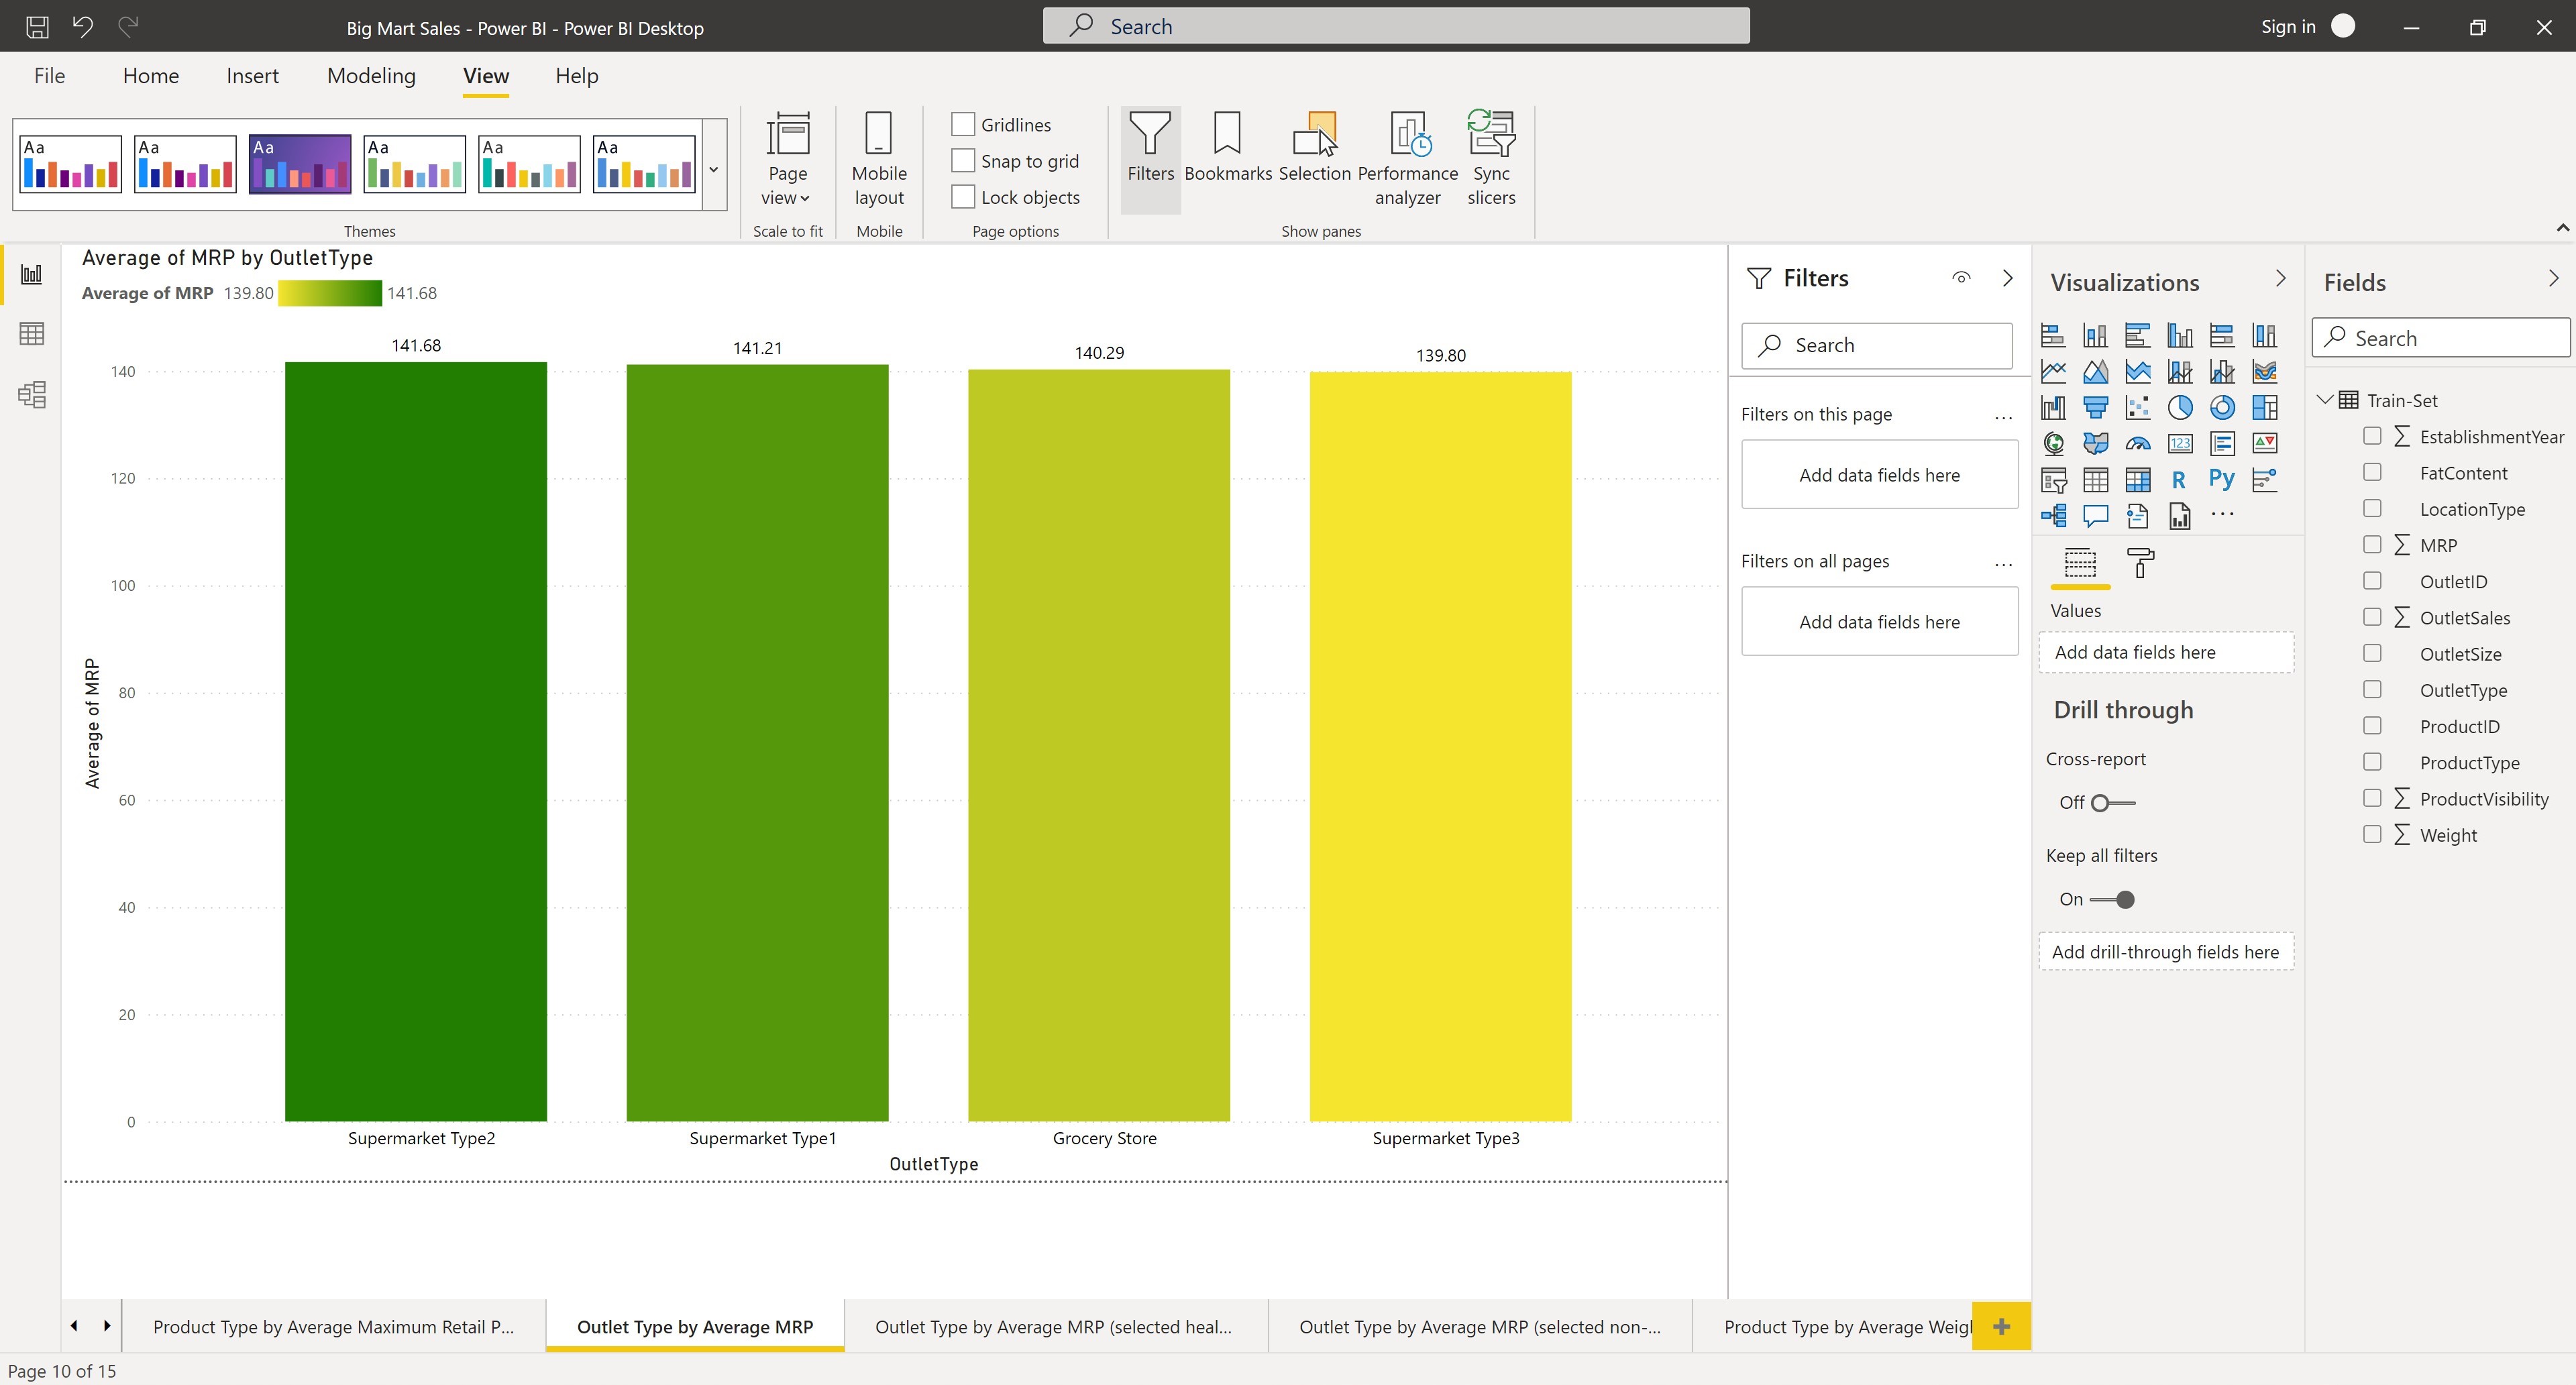 Big Mart Sales - Power BI - Power BI Desktop
Search
Sign in
File
Home
Insert
Modeling
View
Help
Aa
Aa
Aa
Aa
Aa
Aa
Themes
Page
view
Scale to fit
Mobile
layout
Mobile
Gridlines
Snap to grid
Lock objects
Page options
Filters
Bookmarks
Selection
Performance
analyzer
Sync
slicers
Show panes
Average of MRP by OutletType
Average of MRP 139.80 141.68
141.68
141.21
140.29
139.80
140
120
100
80
60
40
20
0
Average of MRP
Supermarket Type2
Supermarket Type1
Grocery Store
Supermarket Type3
OutletType
Filters
Search
Filters on this page
...
Add data fields here
Filters on all pages
...
Add data fields here
Visualizations
123
R
Py
...
Values
Add data fields here
Drill through
Cross-report
Off
Keep all filters
On
Add drill-through fields here
Fields
Search
Train-Set
∑ EstablishmentYear
FatContent
LocationType
∑ MRP
OutletID
∑ OutletSales
OutletSize
OutletType
ProductID
ProductType
∑ ProductVisibility
∑ Weight
Product Type by Average Maximum Retail P...
Outlet Type by Average MRP
Outlet Type by Average MRP (selected heal...
Outlet Type by Average MRP (selected non-...
Product Type by Average Weigh
+
Page 10 of 15